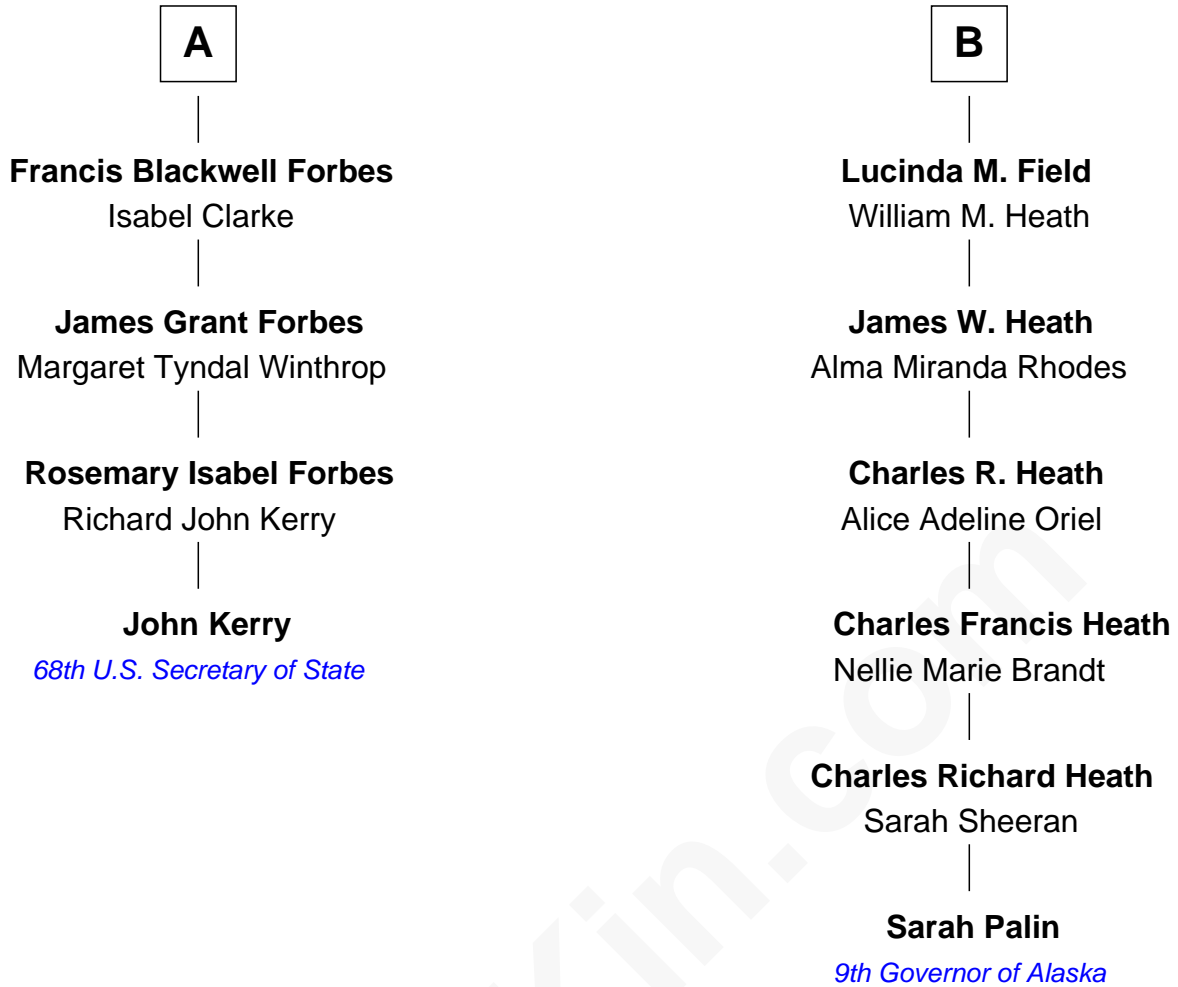 A
Francis Blackwell Forbes
Isabel Clarke
James Grant Forbes
Margaret Tyndal Winthrop
Rosemary Isabel Forbes
Richard John Kerry
John Kerry
68th U.S. Secretary of State
B
Lucinda M. Field
William M. Heath
James W. Heath
Alma Miranda Rhodes
Charles R. Heath
Alice Adeline Oriel
Charles Francis Heath
Nellie Marie Brandt
Charles Richard Heath
Sarah Sheeran
Sarah Palin
9th Governor of Alaska
Kin.com